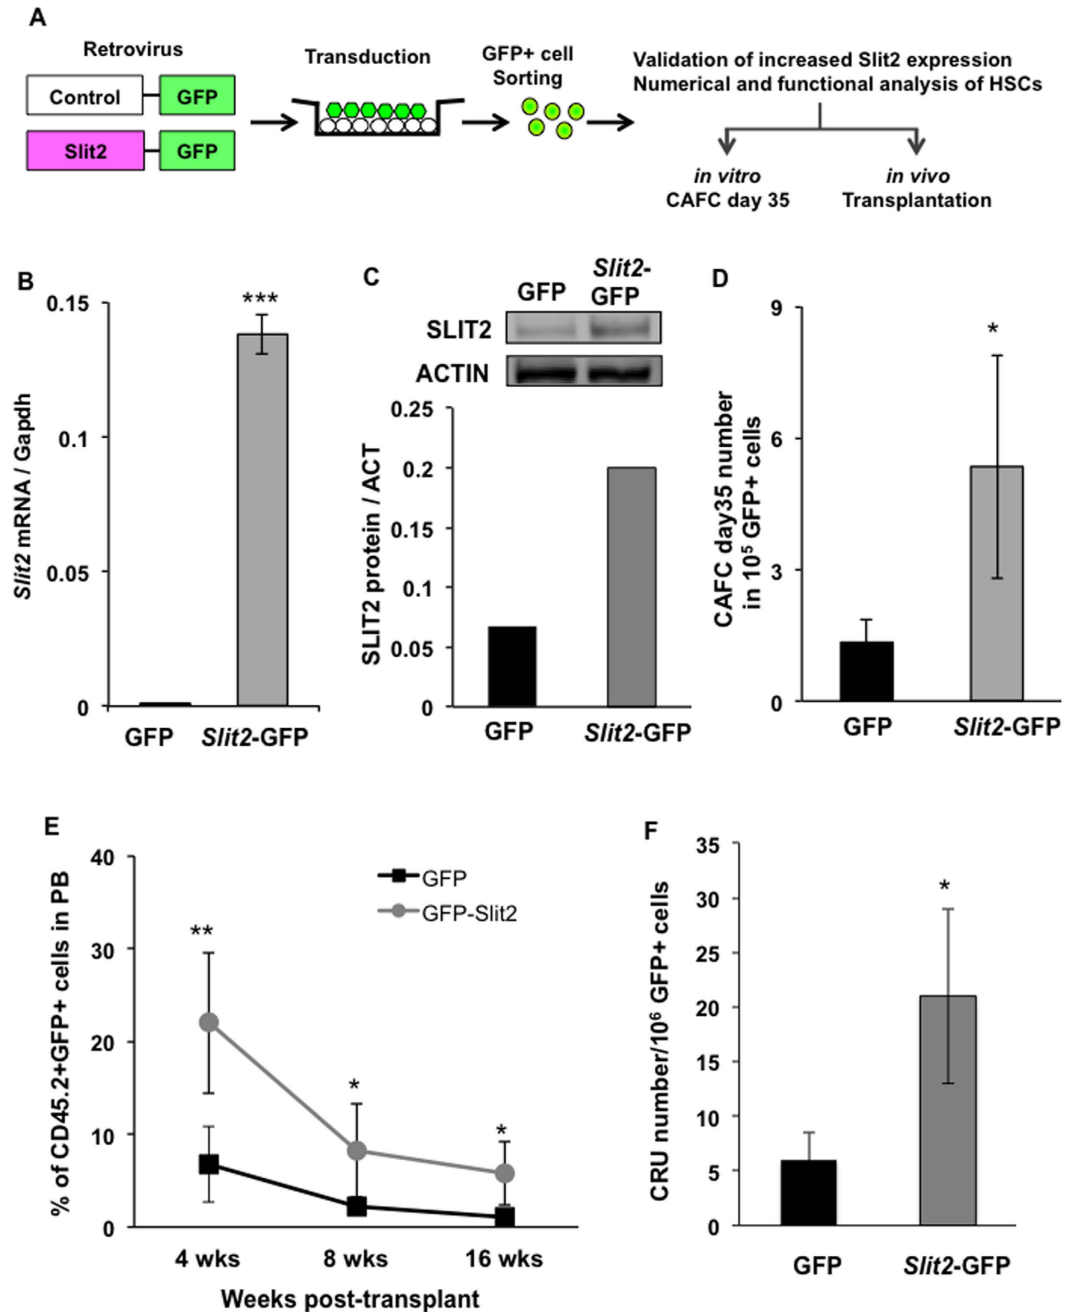 A
Retrovirus
Control
GFP
Slit2
GFP
Transduction
GFP+ cell
Sorting
Validation of increased Slit2 expression
Numerical and functional analysis of HSCs
in vitro
CAFC day 35
in vivo
Transplantation
B
Slit2 mRNA / Gapdh
0.15
0.1
0.05
0
***
GFP
Slit2-GFP
C
GFP
Slit2-
GFP
SLIT2
ACTIN
SLIT2 protein / ACT
0.25
0.2
0.15
0.1
0.05
0
GFP
Slit2-GFP
D
CAFC day35 number
in 10⁵ GFP+ cells
9
6
3
0
*
GFP
Slit2-GFP
E
% of CD45.2+GFP+ cells in PB
40
30
20
10
0
GFP
GFP-Slit2
**
*
*
4 wks
8 wks
16 wks
Weeks post-transplant
F
CRU number/10⁶ GFP+ cells
35
30
25
20
15
10
5
0
*
GFP
Slit2-GFP